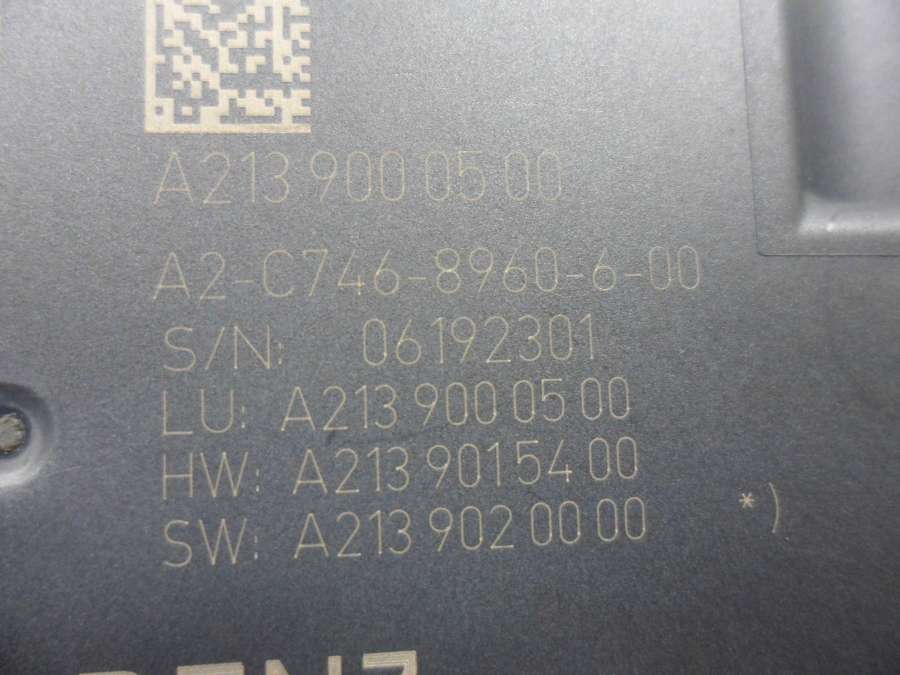 A213 900 05 00
A2-C746-8960-6-00
S/N: 06192301
LU: A213 900 05 00
HW: A213 901 54 00
SW: A213 902 00 00 *)